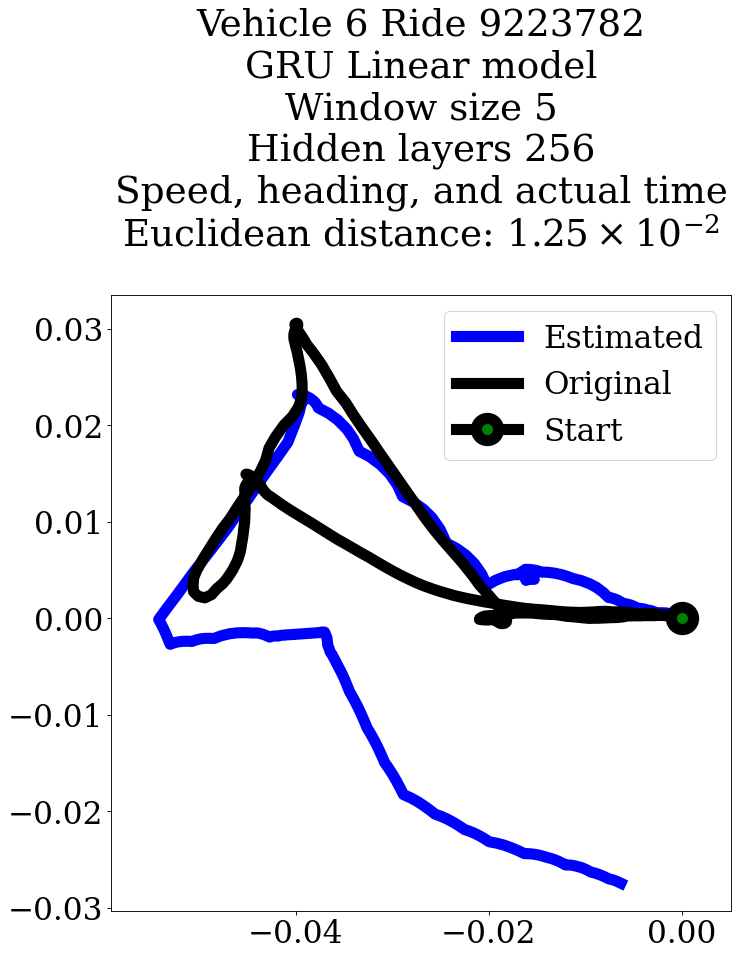 Vehicle 6 Ride 9223782
GRU Linear model
Window size 5
Hidden layers 256
Speed, heading, and actual time
Euclidean distance: 1.25 × 10⁻²
Estimated
Original
Start
0.03
0.02
0.01
0.00
−0.01
−0.02
−0.03
−0.04
−0.02
0.00